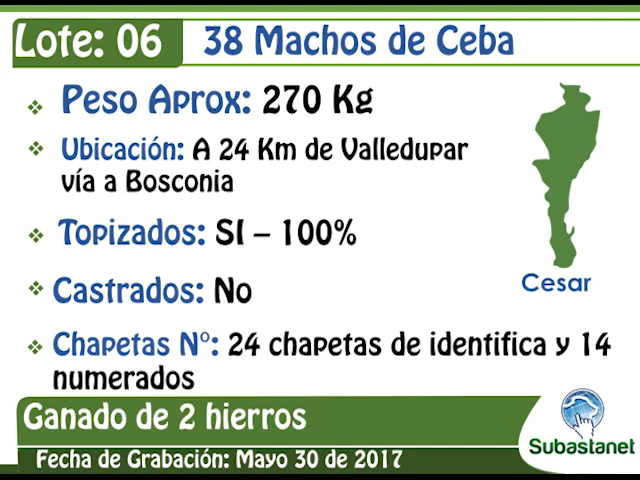 Lote: 06
38 Machos de Ceba
Peso Aprox: 270 Kg
Ubicación: A 24 Km de Valledupar
vía a Bosconia
Topizados: SI – 100%
Castrados: No
Cesar
Chapetas N°: 24 chapetas de identifica y 14
numerados
Ganado de 2 hierros
Subastanet
Fecha de Grabación: Mayo 30 de 2017